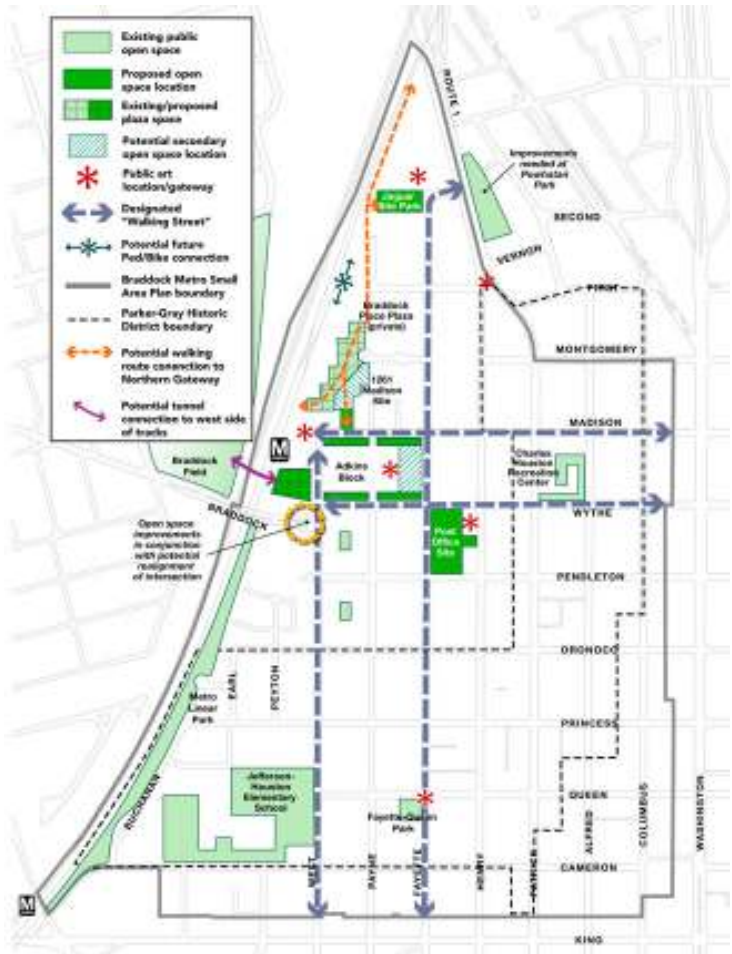 Existing public
open space
Proposed open
space location
Existing/proposed
plaza space
Potential secondary
open space location
Public art
location/gateway
Designated
"Walking Street"
Potential future
Ped/Bike connection
Braddock Metro Small
Area Plan boundary
Parker-Gray Historic
District boundary
Potential walking
route connection to
Northern Gateway
Potential tunnel
connection to west side
of tracks
ROUTE 1
Improvements
needed at
Powhatan
Park
SECOND
Jaguar
Site Park
VERNON
FIRST
Braddock
Place Plaza
(private)
MONTGOMERY
1261
Madison
Site
MADISON
M
Braddock
Field
Adkins
Block
Charles
Houston
Recreation
Center
BRADDOCK
WYTHE
Open space
improvements
in conjunction
with potential
realignment
of intersection
Post
Office
Site
PENDLETON
ORONOCO
EARL
PEYTON
Metro
Linear
Park
PRINCESS
BUCHANAN
Jefferson-
Houston
Elementary
School
QUEEN
Fayette-Queen
Park
WEST
PAYNE
FAYETTE
HENRY
PATRICK
ALFRED
COLUMBUS
WASHINGTON
CAMERON
M
KING